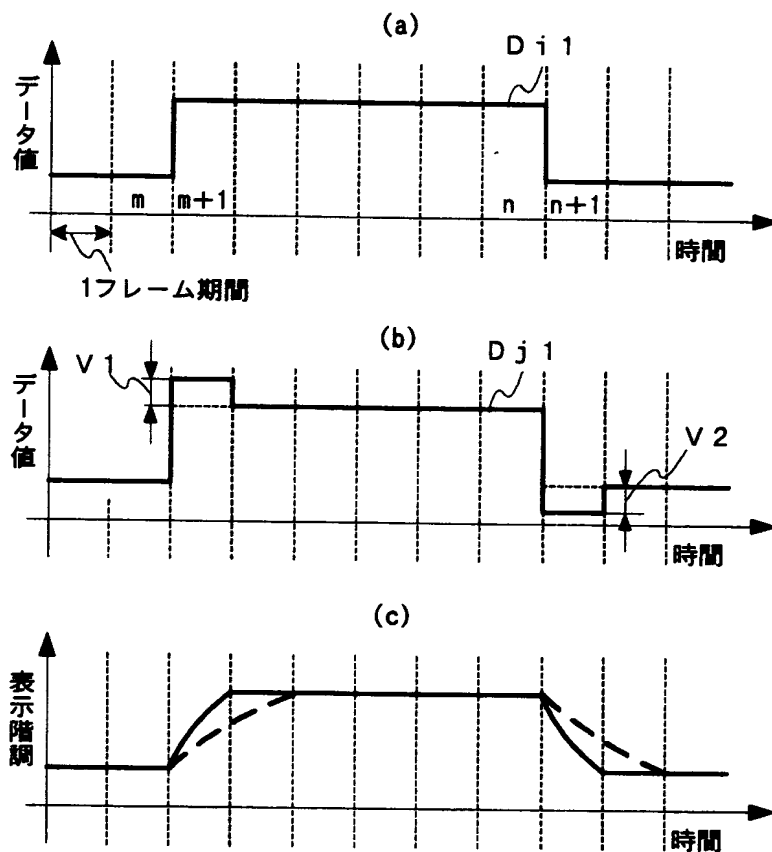 (a)
Ｄｉ１
データ値
m
m+1
n
n+1
時間
1フレーム期間
(b)
Ｖ１
Ｄｊ１
データ値
Ｖ２
時間
(c)
表示階調
時間